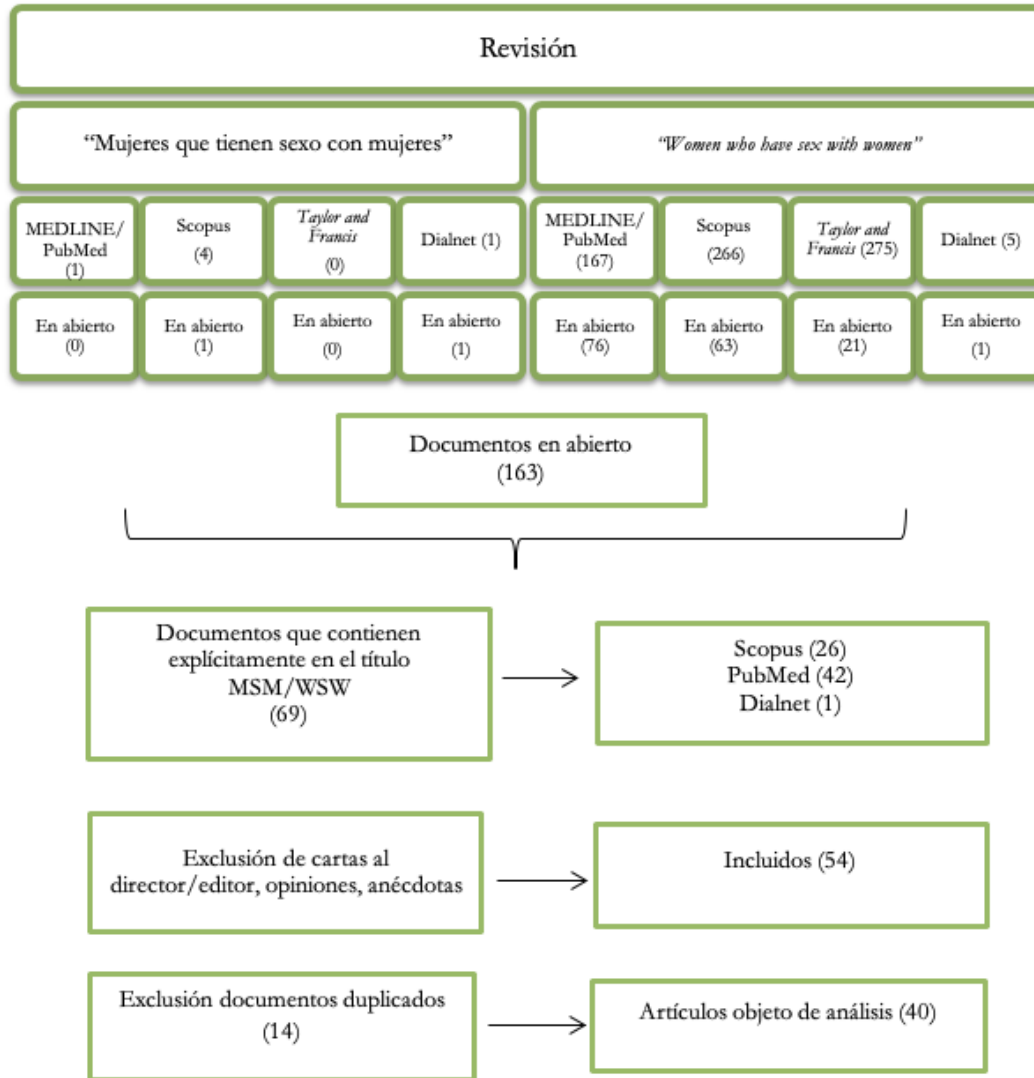 Revisión
“Mujeres que tienen sexo con mujeres”
“Women who have sex with women”
MEDLINE/
PubMed
(1)
Scopus
(4)
Taylor and
Francis
(0)
Dialnet (1)
MEDLINE/
PubMed
(167)
Scopus
(266)
Taylor and
Francis (275)
Dialnet (5)
En abierto
(0)
En abierto
(1)
En abierto
(0)
En abierto
(1)
En abierto
(76)
En abierto
(63)
En abierto
(21)
En abierto
(1)
Documentos en abierto
(163)
Documentos que contienen
explícitamente en el título
MSM/WSW
(69)
Scopus (26)
PubMed (42)
Dialnet (1)
Exclusión de cartas al
director/editor, opiniones, anécdotas
Incluidos (54)
Exclusión documentos duplicados
(14)
Artículos objeto de análisis (40)